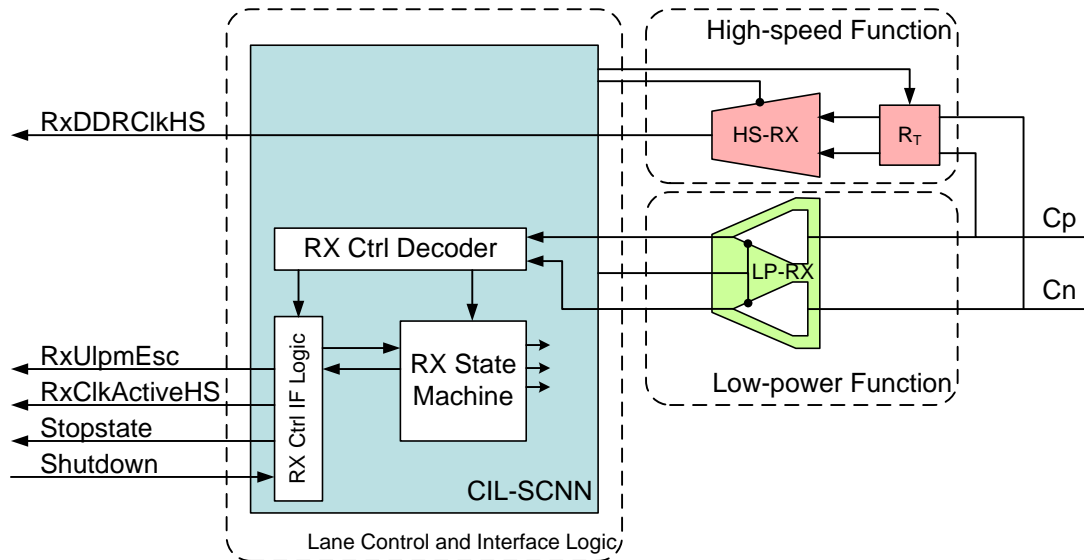 High-speed Function
RxDDRClkHS
HS-RX
RT
Cp
RX Ctrl Decoder
LP-RX
Cn
RxUlpmEsc
RxClkActiveHS
Stopstate
Shutdown
RX Ctrl IF Logic
RX State
Machine
Low-power Function
CIL-SCNN
Lane Control and Interface Logic